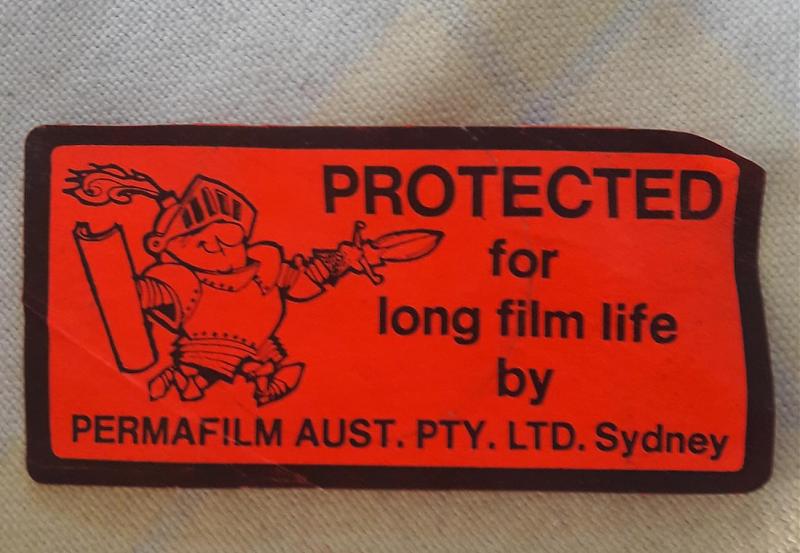 PROTECTED
for
long film life
by
PERMAFILM AUST. PTY. LTD. Sydney